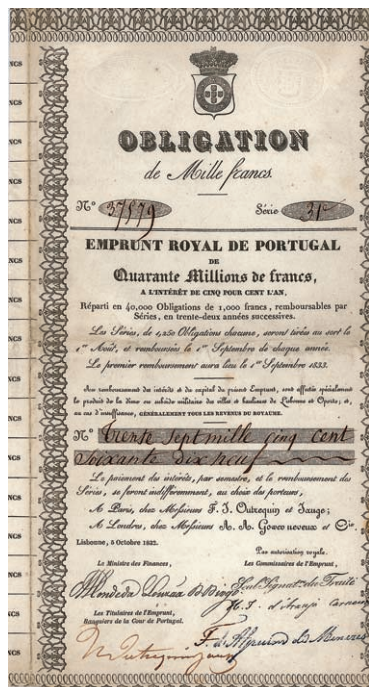 OBLIGATION
de Mille francs.
N° 37579 Série 31e
EMPRUNT ROYAL DE PORTUGAL
DE
Quarante Millions de francs,
A L'INTÉRÊT DE CINQ POUR CENT L'AN,
Réparti en 40,000 Obligations de 1,000 francs, remboursables par
Séries, en trente-deux années successives.
Les Séries, de 1,250 Obligations chacune, seront tirées au sort le
1er Août, et remboursées le 1er Septembre de chaque année.
Le premier remboursement aura lieu le 1er Septembre 1833.
Au remboursement des intérêts et du capital du présent Emprunt, sont affectés spécialement
le produit de la dîme ou subside militaire des villes et banlieues de Lisbonne et Oporto; et,
au cas d'insuffisance, GÉNÉRALEMENT TOUS LES REVENUS DU ROYAUME.
N° trente sept mille cinq cent
soixante dix neuf
Le paiement des intérêts, par semestre, et le remboursement des
Séries, se feront indifféremment, au choix des porteurs,
A Paris, chez Messieurs F. J. Outrequin et Jauge;
A Londres, chez Messieurs A. A. Gower neveux et Cie.
Lisbonne, 5 Octobre 1832.
Par autorisation royale.
Le Ministre des Finances, Les Commissaires de l'Emprunt,
Les Titulaires de l'Emprunt,
Banquiers de la Cour de Portugal.